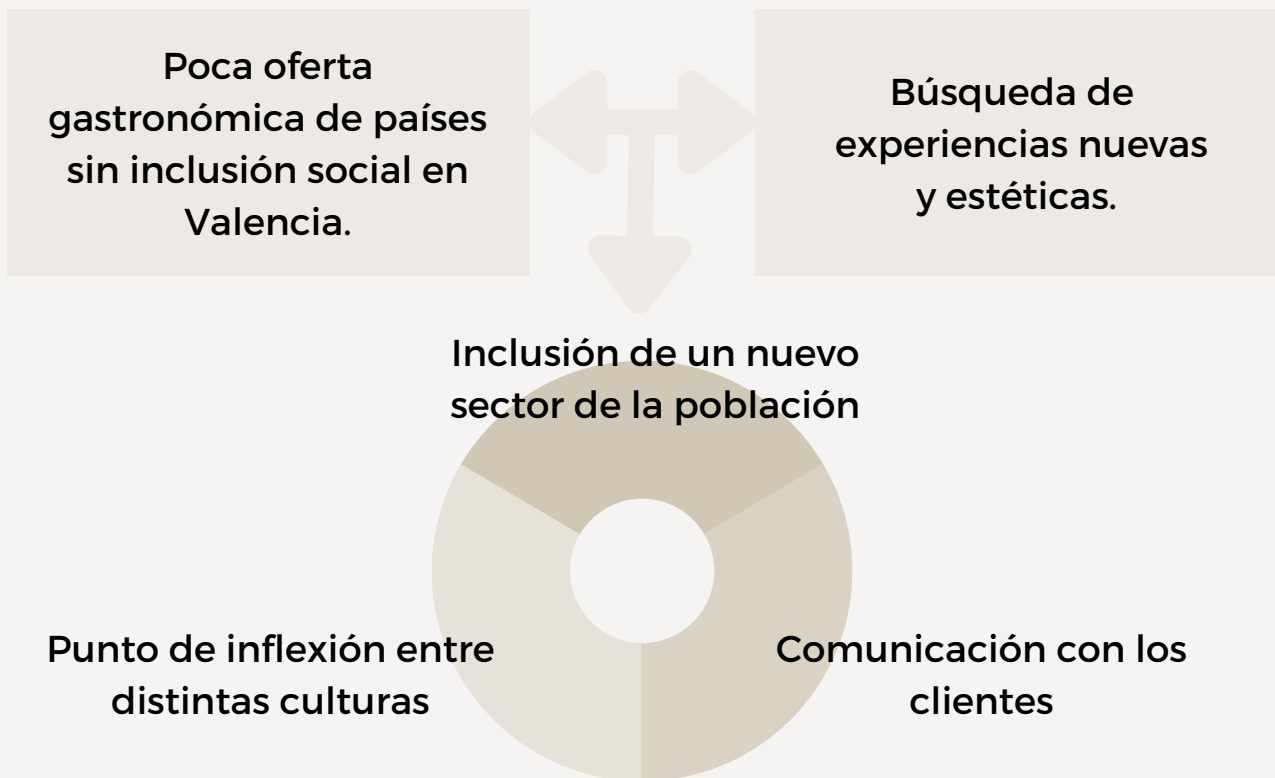 Poca oferta
gastronómica de países
sin inclusión social en
Valencia.
Búsqueda de
experiencias nuevas
y estéticas.
Inclusión de un nuevo
sector de la población
Punto de inflexión entre
distintas culturas
Comunicación con los
clientes